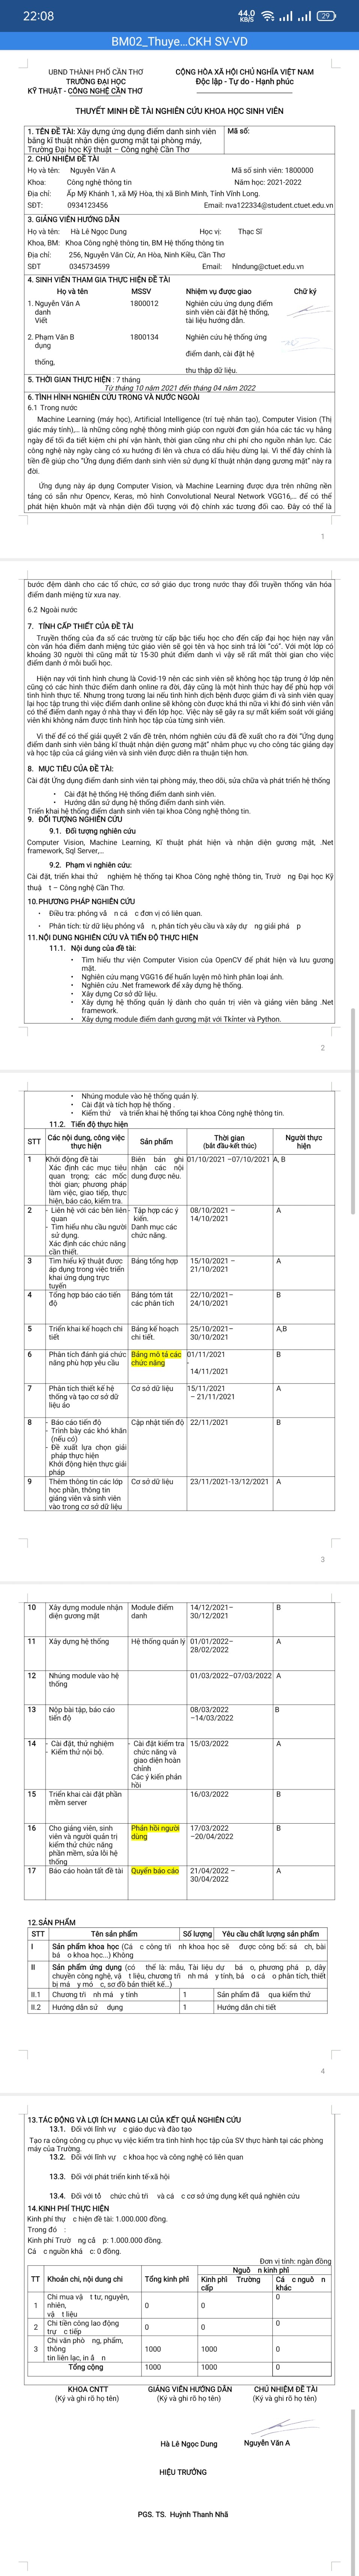 22:08
44.0 KB/S
29
BM02_Thuye...CKH SV-VD
UBND THÀNH PHỐ CẦN THƠ
TRƯỜNG ĐẠI HỌC
KỸ THUẬT - CÔNG NGHỆ CẦN THƠ
CỘNG HÒA XÃ HỘI CHỦ NGHĨA VIỆT NAM
Độc lập - Tự do - Hạnh phúc
THUYẾT MINH ĐỀ TÀI NGHIÊN CỨU KHOA HỌC SINH VIÊN
1. TÊN ĐỀ TÀI: Xây dựng ứng dụng điểm danh sinh viên
bằng kĩ thuật nhận diện gương mặt tại phòng máy,
Trường Đại học Kỹ thuật – Công nghệ Cần Thơ
Mã số:
2. CHỦ NHIỆM ĐỀ TÀI
Họ và tên: Nguyễn Văn A Mã số sinh viên: 1800000
Khoa: Công nghệ thông tin Năm học: 2021-2022
Địa chỉ: Ấp Mỹ Khánh 1, xã Mỹ Hòa, thị xã Bình Minh, Tỉnh Vĩnh Long.
SĐT: 0934123456 Email: nva122334@student.ctuet.edu.vn
3. GIẢNG VIÊN HƯỚNG DẪN
Họ và tên: Hà Lê Ngọc Dung Học vị: Thạc Sĩ
Khoa, BM: Khoa Công nghệ thông tin, BM Hệ thống thông tin
Địa chỉ: 256, Nguyễn Văn Cừ, An Hòa, Ninh Kiều, Cần Thơ
SĐT 0345734599 Email: hlndung@ctuet.edu.vn
4. SINH VIÊN THAM GIA THỰC HIỆN ĐỀ TÀI
Họ và tên MSSV Nhiệm vụ được giao Chữ ký
1. Nguyễn Văn A 1800012 Nghiên cứu ứng dụng điểm
danh sinh viên cài đặt hệ thống,
Viết tài liệu hướng dẫn.
2. Phạm Văn B 1800134 Nghiên cứu hệ thống ứng
dụng
điểm danh, cài đặt hệ
thống,
thu thập dữ liệu.
5. THỜI GIAN THỰC HIỆN : 7 tháng
Từ tháng 10 năm 2021 đến tháng 04 năm 2022
6. TÌNH HÌNH NGHIÊN CỨU TRONG VÀ NƯỚC NGOÀI
6.1 Trong nước
Machine Learning (máy học), Artificial Intelligence (trí tuệ nhân tạo), Computer Vision (Thị
giác máy tính),... là những công nghệ thông minh giúp con người đơn giản hóa các tác vụ hằng
ngày để tối đa tiết kiệm chi phí vận hành, thời gian cũng như chi phí cho nguồn nhân lực. Các
công nghệ này ngày càng có xu hướng đi lên và chưa có dấu hiệu dừng lại. Vì thế đây chính là
tiền đề giúp cho “Ứng dụng điểm danh sinh viên sử dụng kĩ thuật nhận dạng gương mặt” này ra
đời.
Ứng dụng này áp dụng Computer Vision, và Machine Learning được dựa trên những nền
tảng có sẵn như Opencv, Keras, mô hình Convolutional Neural Network VGG16,... để có thể
phát hiện khuôn mặt và nhận diện đối tượng với độ chính xác tương đối cao. Đây có thể là
1
bước đệm dành cho các tổ chức, cơ sở giáo dục trong nước thay đổi truyền thống văn hóa
điểm danh miệng từ xưa nay.
6.2 Ngoài nước
7. TÍNH CẤP THIẾT CỦA ĐỀ TÀI
Truyền thống của đa số các trường từ cấp bậc tiểu học cho đến cấp đại học hiện nay vẫn
còn văn hóa điểm danh miệng tức giáo viên sẽ gọi tên và học sinh trả lời “có”. Với một lớp có
khoảng 30 người thì cũng mất từ 15-30 phút điểm danh vì vậy sẽ rất mất thời gian cho việc
điểm danh ở mỗi buổi học.
Hiện nay với tình hình chung là Covid-19 nên các sinh viên sẽ không học tập trung ở lớp nên
cũng có các hình thức điểm danh online ra đời, đây cũng là một hình thức hay để phù hợp với
tình hình thực tế. Nhưng trong tương lai nếu tình hình dịch bệnh được giảm đi và sinh viên quay
lại học tập trung thì việc điểm danh online sẽ không còn được khả thi nữa vì khi đó sinh viên vẫn
có thể điểm danh ngay ở nhà thay vì đến lớp học. Việc này sẽ gây ra sự mất kiểm soát với giảng
viên khi không nắm được tình hình học tập của từng sinh viên.
Vì thế để có thể giải quyết 2 vấn đề trên, nhóm nghiên cứu đã đề xuất cho ra đời “Ứng dụng
điểm danh sinh viên bằng kĩ thuật nhận diện gương mặt” nhằm phục vụ cho công tác giảng dạy
và học tập của cả giảng viên và sinh viên được diễn ra thuận tiện hơn.
8. MỤC TIÊU CỦA ĐỀ TÀI:
Cài đặt Ứng dụng điểm danh sinh viên tại phòng máy, theo dõi, sửa chữa và phát triển hệ thống
• Cài đặt hệ thống Hệ thống điểm danh sinh viên.
• Hướng dẫn sử dụng hệ thống điểm danh sinh viên.
Triển khai hệ thống điểm danh sinh viên tại khoa Công nghệ thông tin.
9. ĐỐI TƯỢNG NGHIÊN CỨU
9.1. Đối tượng nghiên cứu
Computer Vision, Machine Learning, Kĩ thuật phát hiện và nhận diện gương mặt, .Net
framework, Sql Server,...
9.2. Phạm vi nghiên cứu:
Cài đặt, triển khai thử nghiệm hệ thống tại Khoa Công nghệ thông tin, Trườ ng Đại học Kỹ
thuậ t – Công nghệ Cần Thơ.
10. PHƯƠNG PHÁP NGHIÊN CỨU
• Điều tra: phỏng vấ n cá c đơn vị có liên quan.
• Phân tích: từ dữ liệu phỏng vấ n, phân tích yêu cầu và xây dự ng giải phá p
11. NỘI DUNG NGHIÊN CỨU VÀ TIẾN ĐỘ THỰC HIỆN
11.1. Nội dung của đề tài:
• Tìm hiểu thư viện Computer Vision của OpenCV để phát hiện và lưu gương
mặt.
• Nghiên cứu mạng VGG16 để huấn luyện mô hình phân loại ảnh.
• Nghiên cứu .Net framework để xây dựng hệ thống.
• Xây dựng Cơ sở dữ liệu.
• Xây dựng hệ thống quản lý dành cho quản trị viên và giảng viên bằng .Net
framework.
• Xây dựng module điểm danh gương mặt với Tkinter và Python.
2
• Nhúng module vào hệ thống quản lý.
• Cài đặt và tích hợp hệ thống .
• Kiểm thử và triển khai hệ thống tại khoa Công nghệ thông tin.
11.2. Tiến độ thực hiện
STT Các nội dung, công việc thực hiện Sản phẩm Thời gian (bắt đầu-kết thúc) Người thực hiện
1 Khởi động đề tài Biên bản ghi 01/10/2021 –07/10/2021 A, B
Xác định các mục tiêu nhận các nội
quan trọng; các mốc dung được nêu.
thời gian; phương pháp
làm việc, giao tiếp, thực
hiện, báo cáo, kiểm tra.
2 - Liên hệ với các bên liên - Tập hợp các ý 08/10/2021 – B
quan kiến. 14/10/2021
- Tìm hiểu nhu cầu người Danh mục các
sử dụng. chức năng.
Xác định các chức năng
cần thiết.
3 Tìm hiểu kỹ thuật được Bảng tổng hợp 15/10/2021 – A
áp dụng trong việc triển 21/10/2021
khai ứng dụng trực
tuyến
4 Tổng hợp báo cáo tiến Bảng tóm tắt 22/10/2021– B
độ các phân tích 24/10/2021
5 Triển khai kế hoạch chi Bảng kế hoạch 25/10/2021– A,B
tiết chi tiết. 30/10/2021
6 Phân tích đánh giá chức Bảng mô tả các 01/11/2021 B
năng phù hợp yêu cầu chức năng -
14/11/2021
7 Phân tích thiết kế hệ Cơ sở dữ liệu 15/11/2021 A
thống và tạo cơ sở dữ – 21/11/2021
liệu ảo
8 - Báo cáo tiến độ Cập nhật tiến độ 22/11/2021 B
- Trình bày các khó khăn
(nếu có)
- Đề xuất lựa chọn giải
pháp thực hiện
Khởi động hiện thực giải
pháp
9 Thêm thông tin các lớp Cơ sở dữ liệu 23/11/2021-13/12/2021 A
học phần, thông tin
giảng viên và sinh viên
vào trong cơ sở dữ liệu
3
10 Xây dựng module nhận Module điểm 14/12/2021– B
diện gương mặt danh 30/12/2021
11 Xây dựng hệ thống Hệ thống quản lý 01/01/2022– A
28/02/2022
12 Nhúng module vào hệ 01/03/2022–07/03/2022 A
thống
13 Nộp bài tập, báo cáo 08/03/2022 B
tiến độ –14/03/2022
14 - Cài đặt, thử nghiệm - Cài đặt kiểm tra 15/03/2022 A
- Kiểm thử nội bộ. chức năng và
giao diện hoàn
chỉnh
Các ý kiến phản
hồi
15 Triển khai cài đặt phần 16/03/2022 B
mềm server
16 Cho giảng viên, sinh Phản hồi người 17/03/2022 B
viên và người quản trị dùng –20/04/2022
kiểm thử chức năng
phần mềm, sửa lỗi hệ
thống
17 Báo cáo hoàn tất đề tài Quyển báo cáo 21/04/2022 – A
30/04/2022
12. SẢN PHẨM
STT Tên sản phẩm Số lượng Yêu cầu chất lượng sản phẩm
I Sản phẩm khoa học (Cá c công trì nh khoa học sẽ được công bố: sá ch, bài
bá o khoa học...) Không
II Sản phẩm ứng dụng (có thể là: mẫu, Tài liệu dự bá o, phương phá p, dây
chuyền công nghệ, vậ t liệu, chương trì nh má y tính, bá o cá o phân tích, thiết
bị má y mó c, sơ đồ bản thiết kế...)
II.1 Chương trì nh má y tính 1 Sản phẩm đã qua kiểm thử
II.2 Hướng dẫn sử dụng 1 Hướng dẫn chi tiết
4
13. TÁC ĐỘNG VÀ LỢI ÍCH MANG LẠI CỦA KẾT QUẢ NGHIÊN CỨU
13.1. Đối với lĩnh vự c giáo dục và đào tạo
Tạo ra công công cụ phục vụ việc kiểm tra tình hình học tập của SV thực hành tại các phòng
máy của Trường.
13.2. Đối với lĩnh vự c khoa học và công nghệ có liên quan
13.3. Đối với phát triển kinh tế-xã hội
13.4. Đối với tổ chức chủ trì và cá c cơ sở ứng dụng kết quả nghiên cứu
14. KINH PHÍ THỰC HIỆN
Kinh phí thự c hiện đề tài: 1.000.000 đồng.
Trong đó :
Kinh phí Trườ ng cấ p: 1.000.000 đồng.
Cá c nguồn khá c: 0 đồng.
Đơn vị tính: ngàn đồng
TT Khoản chi, nội dung chi Tổng kinh phí Nguồ n kinh phí
Kinh phí Trường cấp Cá c nguồ n khác
1 Chi mua vậ t tư, nguyên, nhiên, vậ t liệu 0 0 0
2 Chi tiền công lao động trự c tiếp 0 0 0
3 Chi văn phò ng, phẩm, thông tin liên lạc, in ấ n 1000 1000 0
Tổng cộng 1000 1000 0
KHOA CNTT GIẢNG VIÊN HƯỚNG DẪN CHỦ NHIỆM ĐỀ TÀI
(Ký và ghi rõ họ tên) (Ký và ghi rõ họ tên) (Ký và ghi rõ họ tên)
Hà Lê Ngọc Dung Nguyễn Văn A
HIỆU TRƯỞNG
PGS. TS. Huỳnh Thanh Nhã